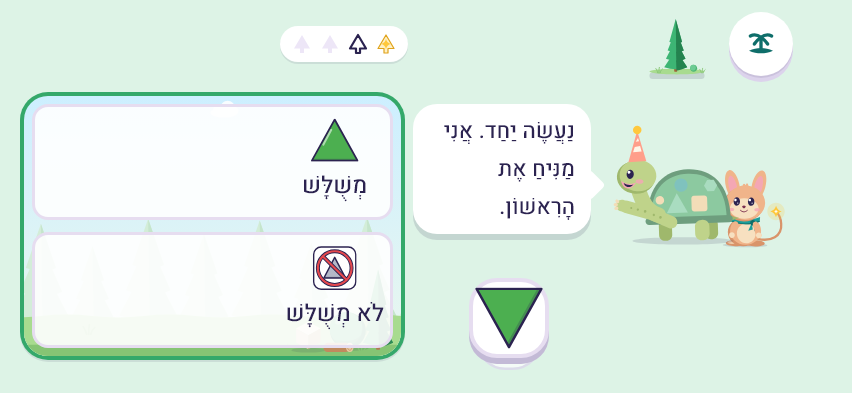 נַעֲשֶׂה יַחַד. אֲנִי
מַנִּיחַ אֶת
הָרִאשׁוֹן.
מְשֻׁלָּשׁ
לֹא מְשֻׁלָּשׁ